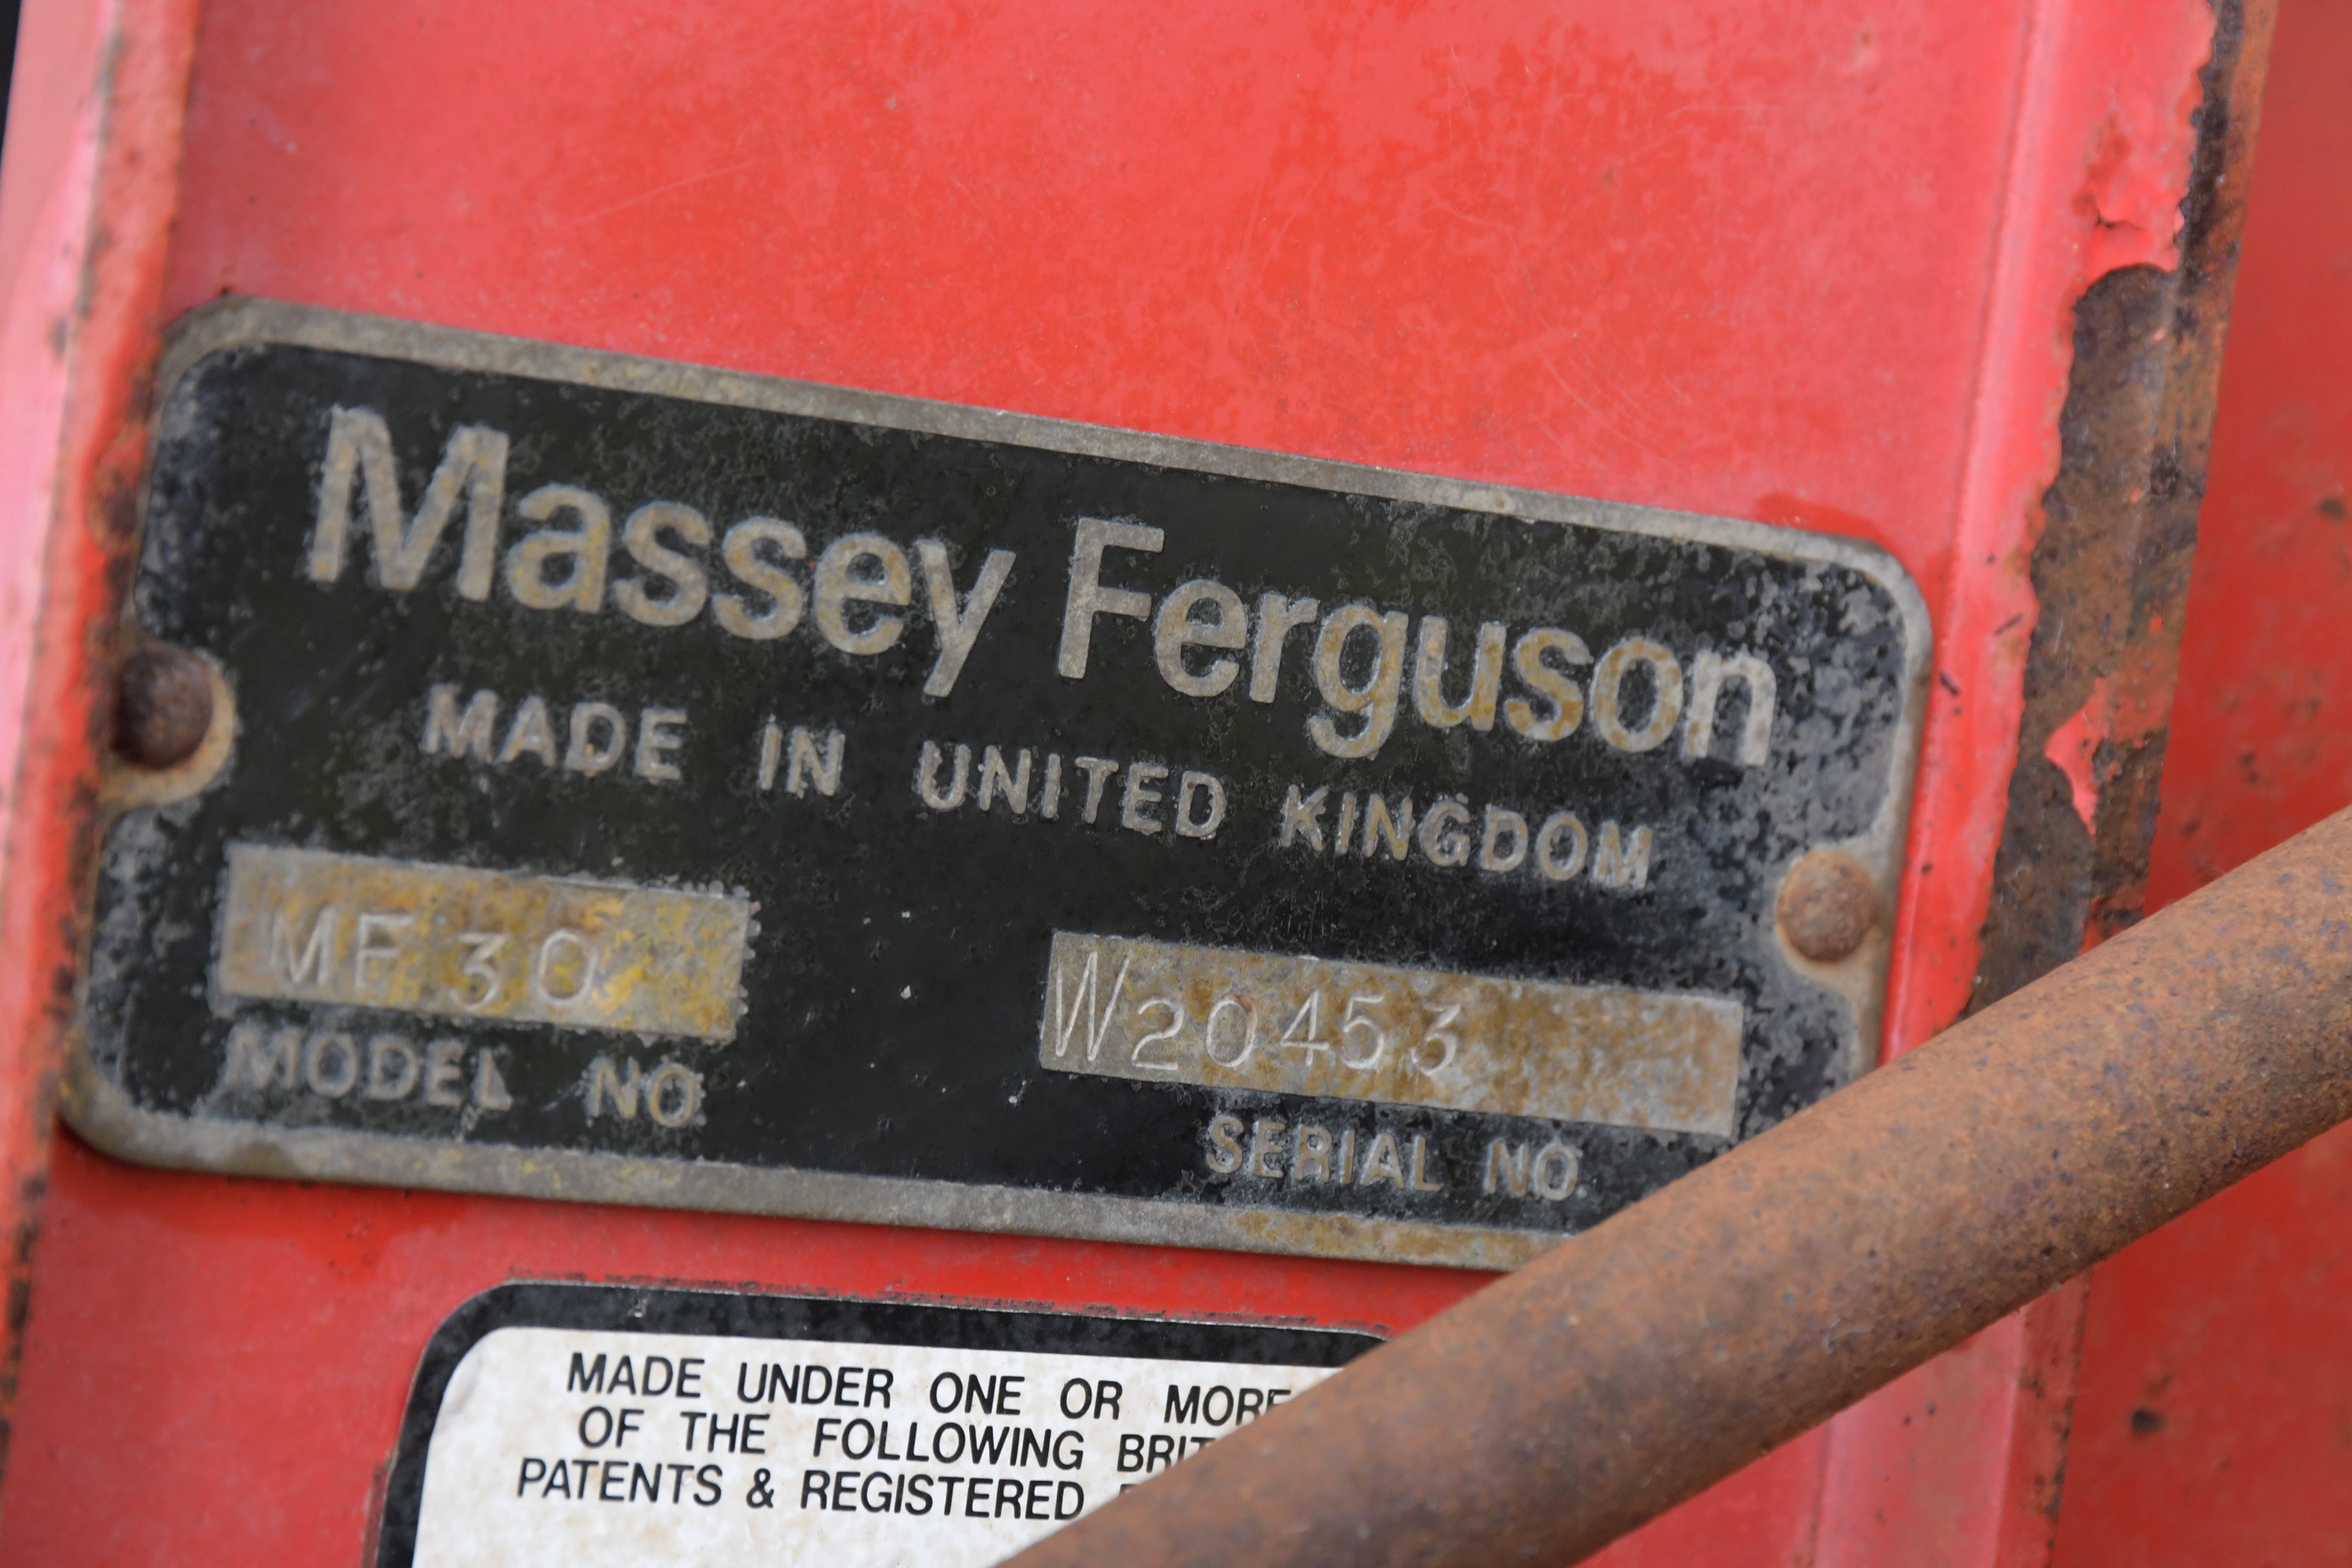 Massey Ferguson
MADE IN UNITED KINGDOM
MF 30
W20453
MODEL NO.
SERIAL NO.
MADE UNDER ONE OR MORE
OF THE FOLLOWING
PATENTS & REGISTERED